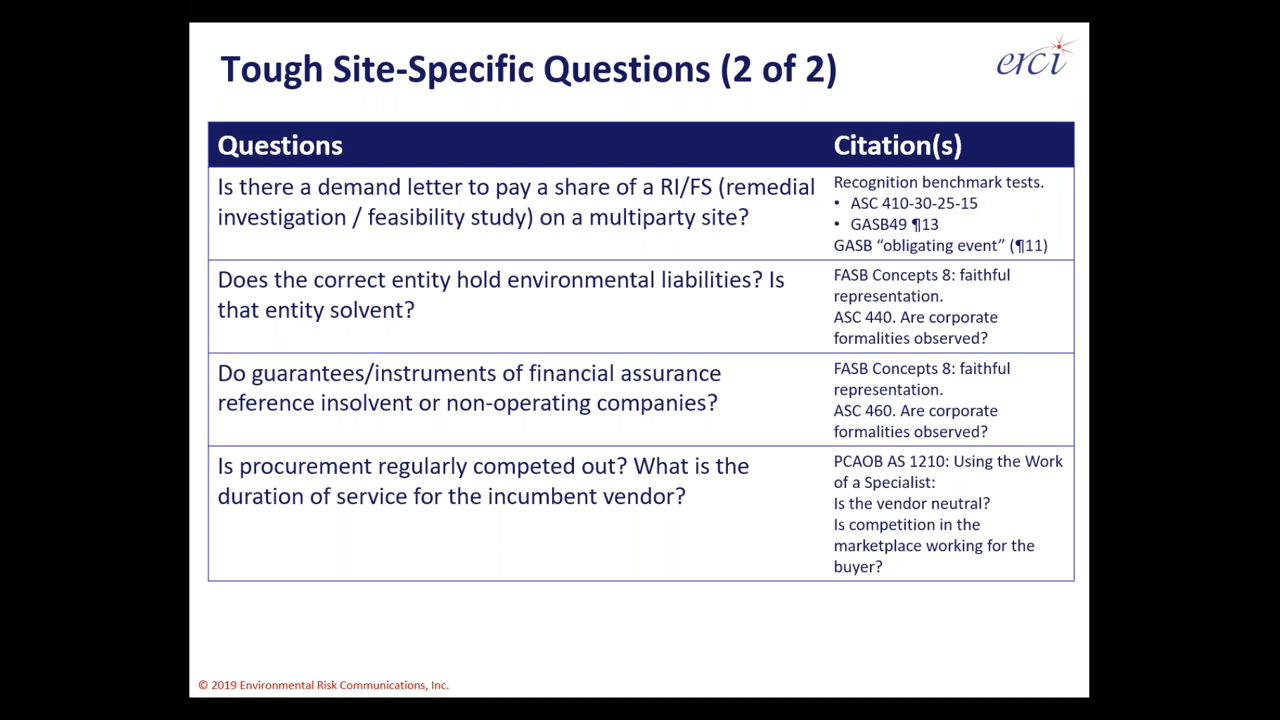 Tough Site-Specific Questions (2 of 2)
erci
Questions
Citation(s)
Is there a demand letter to pay a share of a RI/FS (remedial
investigation / feasibility study) on a multiparty site?
Recognition benchmark tests.
• ASC 410-30-25-15
• GASB49 ¶13
GASB “obligating event” (¶11)
Does the correct entity hold environmental liabilities? Is
that entity solvent?
FASB Concepts 8: faithful
representation.
ASC 440. Are corporate
formalities observed?
Do guarantees/instruments of financial assurance
reference insolvent or non-operating companies?
FASB Concepts 8: faithful
representation.
ASC 460. Are corporate
formalities observed?
Is procurement regularly competed out? What is the
duration of service for the incumbent vendor?
PCAOB AS 1210: Using the Work
of a Specialist:
Is the vendor neutral?
Is competition in the
marketplace working for the
buyer?
© 2019 Environmental Risk Communications, Inc.